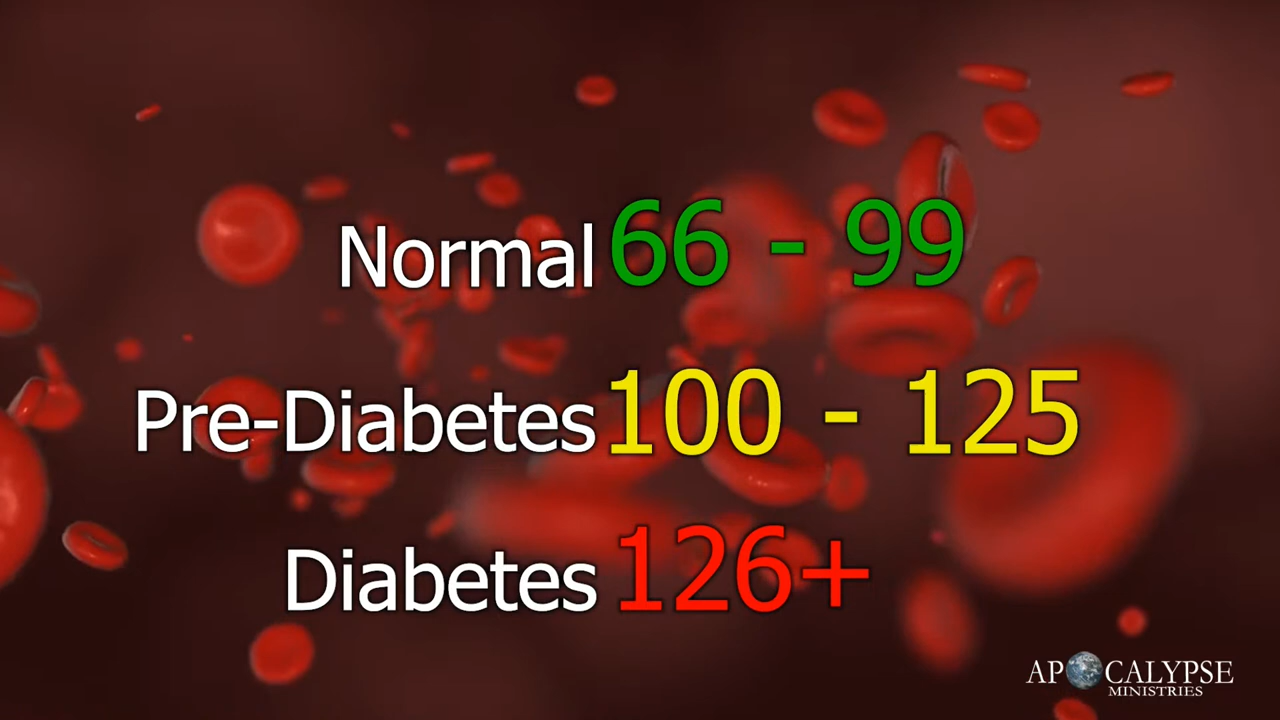 Normal 66 - 99
Pre-Diabetes 100 - 125
Diabetes 126+
APOCALYPSE
MINISTRIES